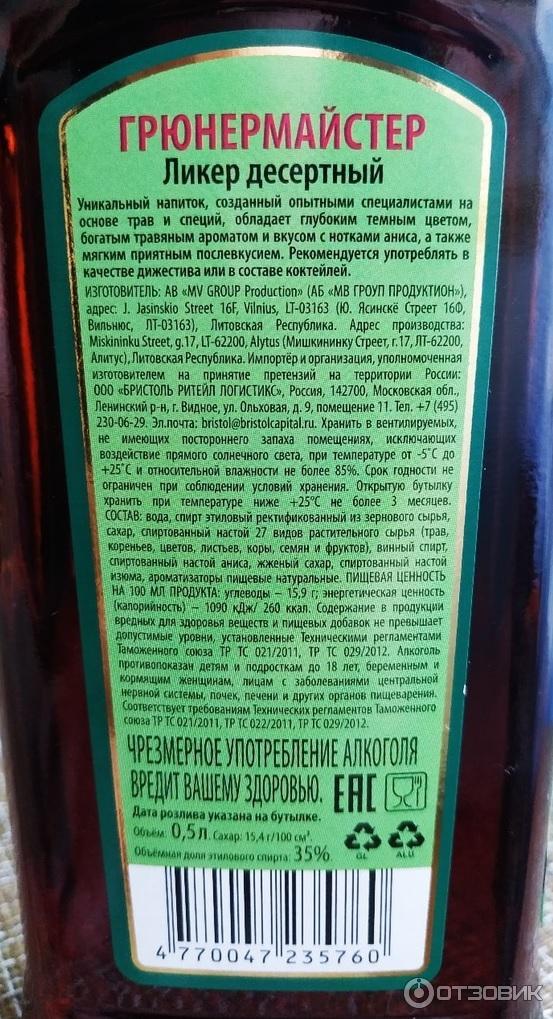 ГРЮНЕРМАЙСТЕР
Ликер десертный
Уникальный напиток, созданный опытными специалистами на
основе трав и специй, обладает глубоким темным цветом,
богатым травяным ароматом и вкусом с нотками аниса, а также
мягким приятным послевкусием. Рекомендуется употреблять в
качестве дижестива или в составе коктейлей.
ИЗГОТОВИТЕЛЬ: AB «MV GROUP Production» (АБ «МВ ГРОУП ПРОДУКТИОН»),
адрес: J. Jasinskio Street 16F, Vilnius, LT-03163 (Ю. Ясинскё Стреет 16Ф,
Вильнюс, ЛТ-03163), Литовская Республика. Адрес производства:
Miskininku Street, g.17, LT-62200, Alytus (Мишкининку Стреет, г.17, ЛТ-62200,
Алитус), Литовская Республика. Импортёр и организация, уполномоченная
изготовителем на принятие претензий на территории России:
ООО «БРИСТОЛЬ РИТЕЙЛ ЛОГИСТИКС», Россия, 142700, Московская обл.,
Ленинский р-н, г. Видное, ул. Ольховая, д. 9, помещение 11. Тел. +7 (495)
230-06-29. Эл.почта: bristol@bristolcapital.ru. Хранить в вентилируемых,
не имеющих постороннего запаха помещениях, исключающих
воздействие прямого солнечного света, при температуре от -5˚С до
+25˚С и относительной влажности не более 85%. Срок годности не
ограничен при соблюдении условий хранения. Открытую бутылку
хранить при температуре ниже +25°С не более 3 месяцев.
СОСТАВ: вода, спирт этиловый ректификованный из зернового сырья,
сахар, спиртованный настой 27 видов растительного сырья (трав,
кореньев, цветов, листьев, коры, семян и фруктов), винный спирт,
спиртованный настой аниса, жженый сахар, спиртованный настой
изюма, ароматизаторы пищевые натуральные. ПИЩЕВАЯ ЦЕННОСТЬ
НА 100 МЛ ПРОДУКТА: углеводы – 15,9 г; энергетическая ценность
(калорийность) – 1090 кДж/ 260 ккал. Содержание в продукции
вредных для здоровья веществ и пищевых добавок не превышает
допустимые уровни, установленные Техническими регламентами
Таможенного союза ТР ТС 021/2011, ТР ТС 029/2012. Алкоголь
противопоказан детям и подросткам до 18 лет, беременным и
кормящим женщинам, лицам с заболеваниями центральной
нервной системы, почек, печени и других органов пищеварения.
Соответствует требованиям Технических регламентов Таможенного
союза ТР ТС 021/2011, ТР ТС 022/2011, ТР ТС 029/2012.
ЧРЕЗМЕРНОЕ УПОТРЕБЛЕНИЕ АЛКОГОЛЯ
ВРЕДИТ ВАШЕМУ ЗДОРОВЬЮ. EAC
Дата розлива указана на бутылке.
Объём: 0,5л. Сахар: 15,4 г/100 см³.
GL ALU
Объёмная доля этилового спирта: 35%.
4 770047 235760
ОТЗОВИК